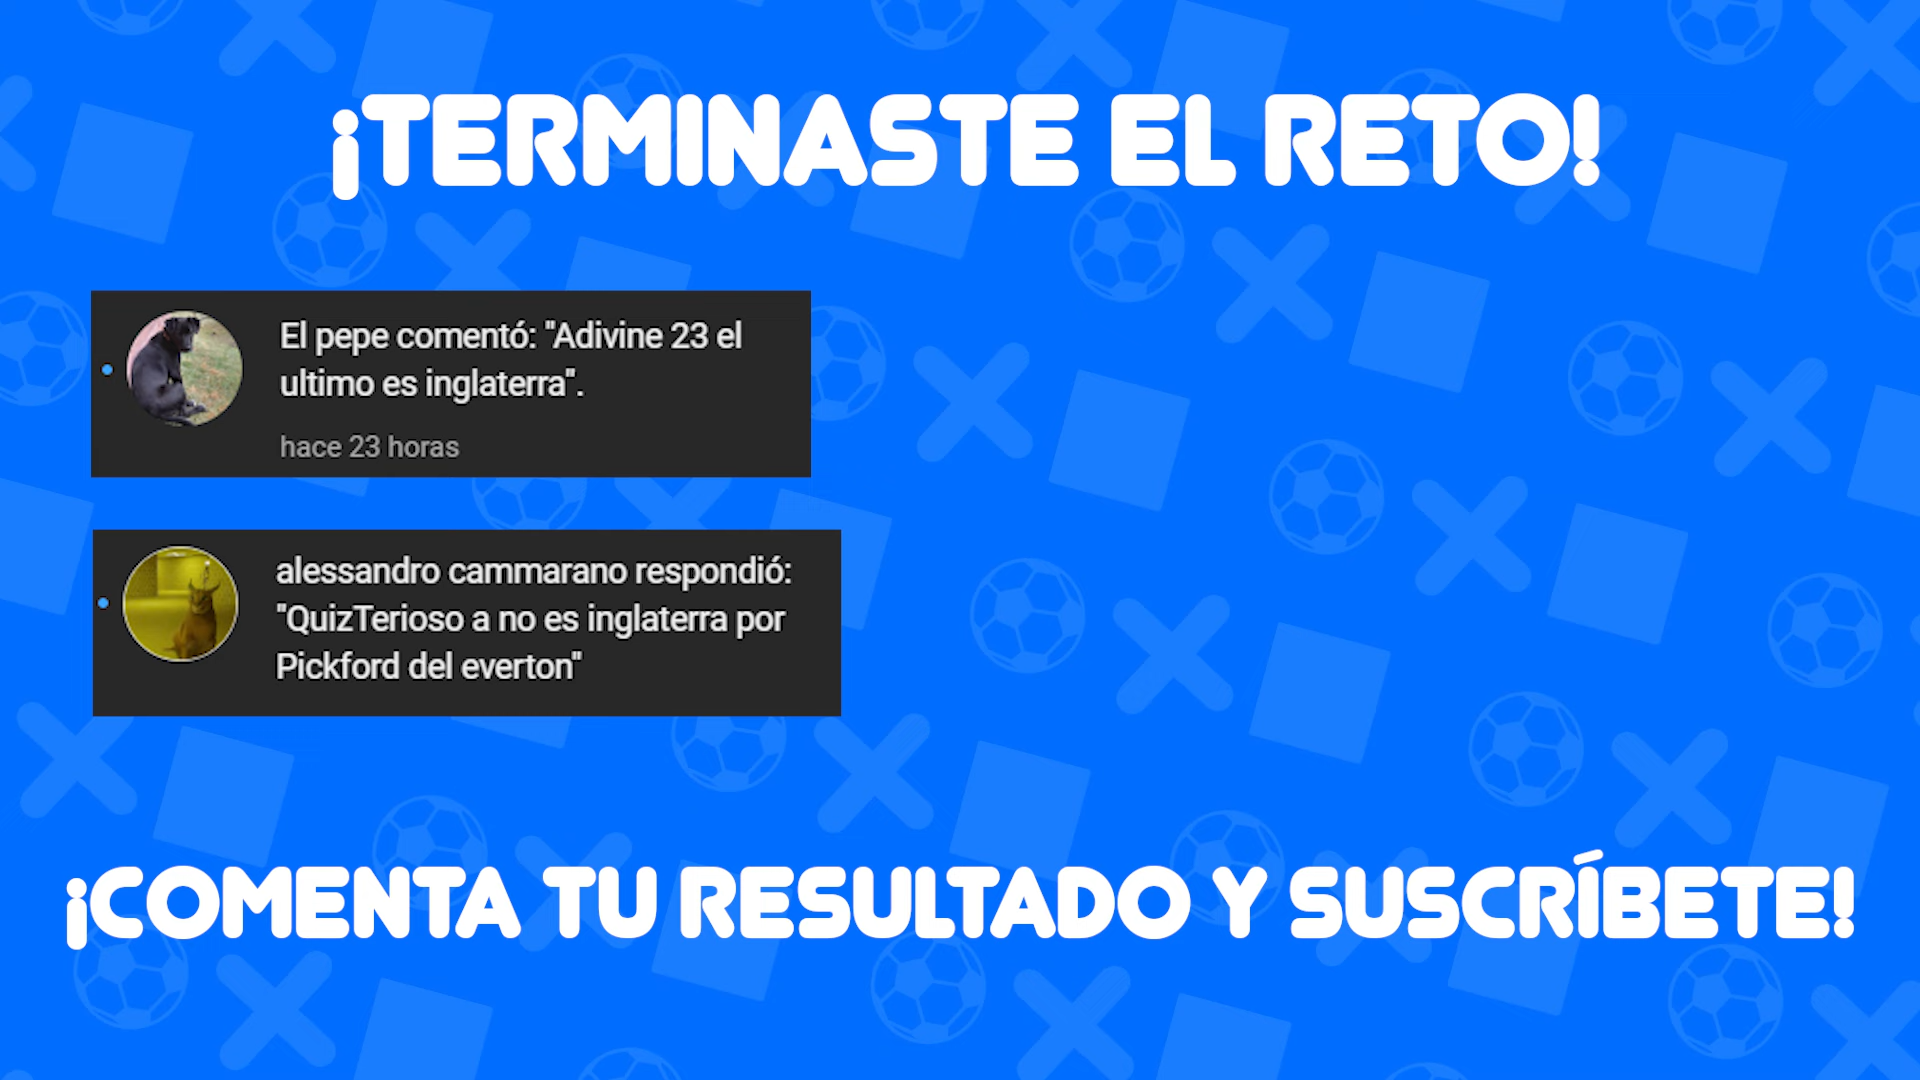 ¡TERMINASTE EL RETO!
El pepe comentó: "Adivine 23 el
ultimo es inglaterra".
hace 23 horas
alessandro cammarano respondió:
"QuizTerioso a no es inglaterra por
Pickford del everton"
¡COMENTA TU RESULTADO Y SUSCRÍBETE!